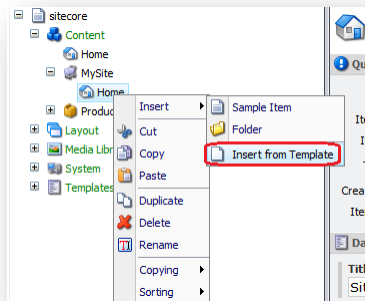 sitecore
Content
Home
MySite
Home
Produc
Layout
Media Libr
System
Templates
Insert
Cut
Copy
Paste
Duplicate
Delete
Rename
Copying
Sorting
Sample Item
Folder
Insert from Template
Qu
Ite
I
Crea
Ite
Da
Titl
Sit